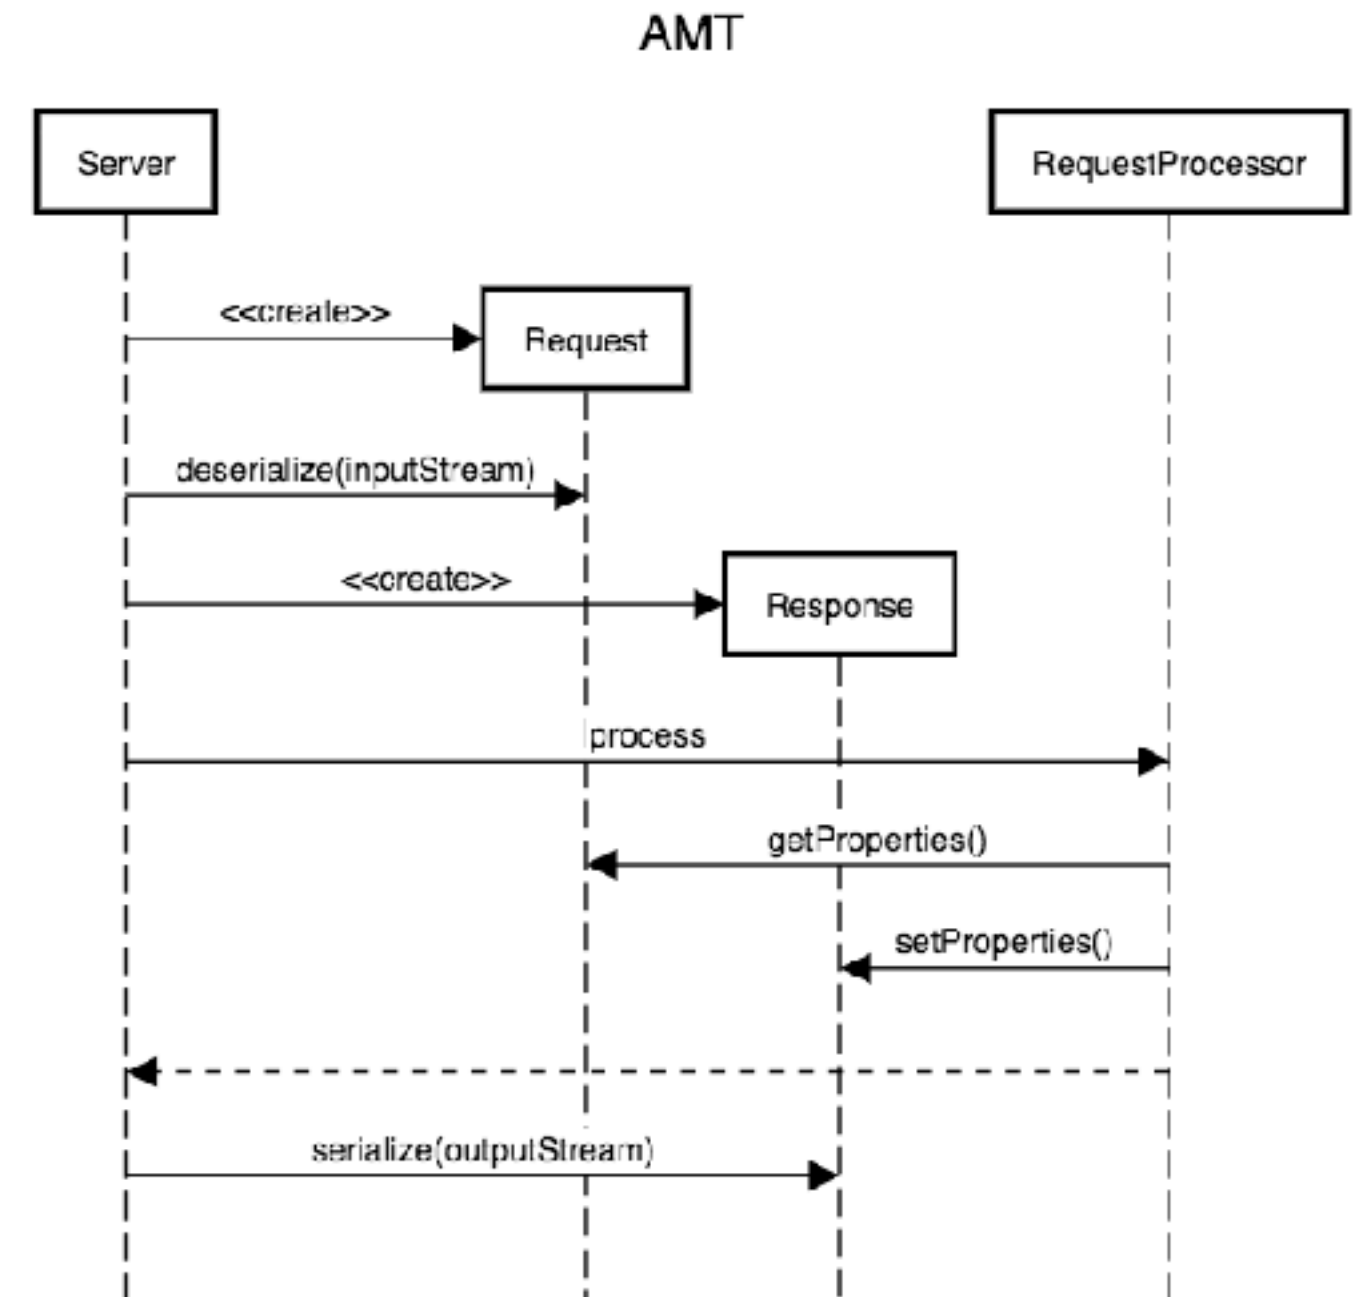 AMT
Server
RequestProcessor
<<create>>
Request
deserialize(inputStream)
<<create>>
Response
process
getProperties()
setProperties()
serialize(outputStream)